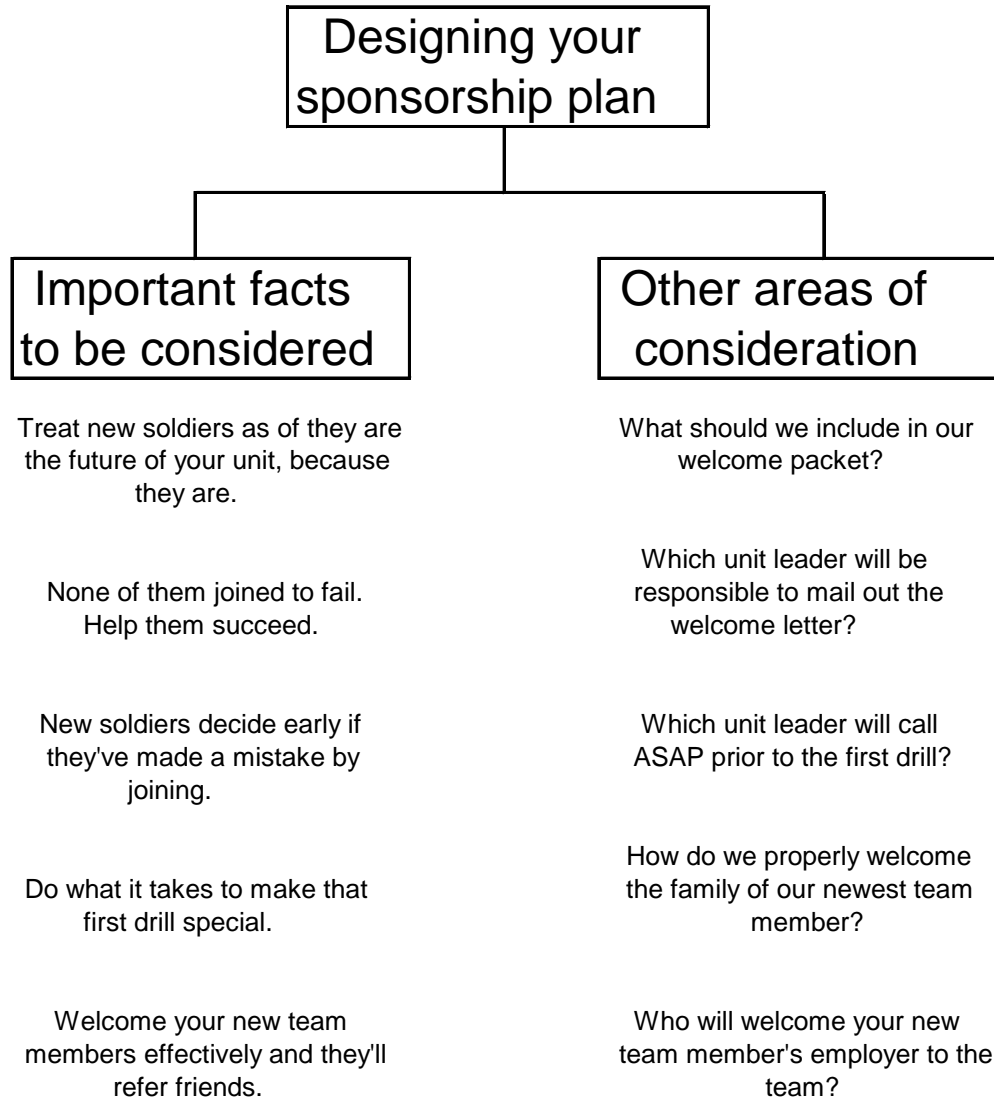 Designing your
sponsorship plan
Important facts
to be considered
Treat new soldiers as of they are
the future of your unit, because
they are.
None of them joined to fail.
Help them succeed.
New soldiers decide early if
they've made a mistake by
joining.
Do what it takes to make that
first drill special.
Welcome your new team
members effectively and they'll
refer friends.
Other areas of
consideration
What should we include in our
welcome packet?
Which unit leader will be
responsible to mail out the
welcome letter?
Which unit leader will call
ASAP prior to the first drill?
How do we properly welcome
the family of our newest team
member?
Who will welcome your new
team member's employer to the
team?